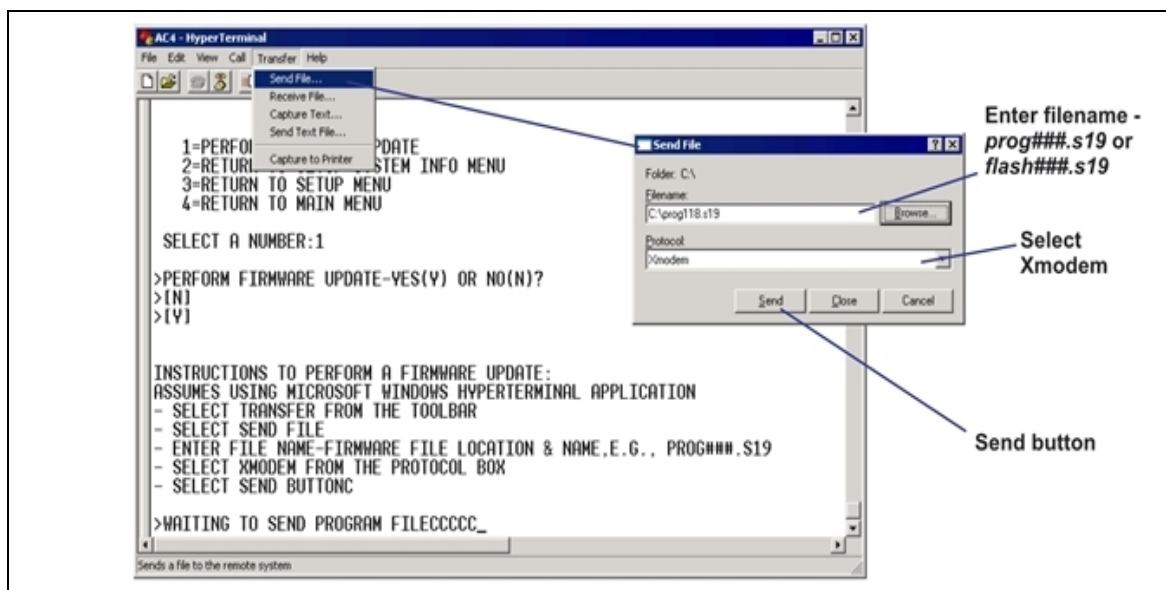 AC4 - HyperTerminal
File Edit View Call Transfer Help
Send File...
Receive File...
Capture Text...
Send Text File...
Capture to Printer
1=PERFO PDATE
2=RETUR STEM INFO MENU
3=RETURN TO SETUP MENU
4=RETURN TO MAIN MENU
SELECT A NUMBER:1
>PERFORM FIRMWARE UPDATE-YES(Y) OR NO(N)?
>[N]
>[Y]
INSTRUCTIONS TO PERFORM A FIRMWARE UPDATE:
ASSUMES USING MICROSOFT WINDOWS HYPERTERMINAL APPLICATION
- SELECT TRANSFER FROM THE TOOLBAR
- SELECT SEND FILE
- ENTER FILE NAME-FIRMWARE FILE LOCATION & NAME,E.G., PROG###.S19
- SELECT XMODEM FROM THE PROTOCOL BOX
- SELECT SEND BUTTONC
>WAITING TO SEND PROGRAM FILECCCCC_
Sends a file to the remote system
Send File
Folder: C:\
Filename:
C:\prog118.s19
Browse...
Protocol:
Xmodem
Send Close Cancel
Enter filename -
prog###.s19 or
flash###.s19
Select
Xmodem
Send button